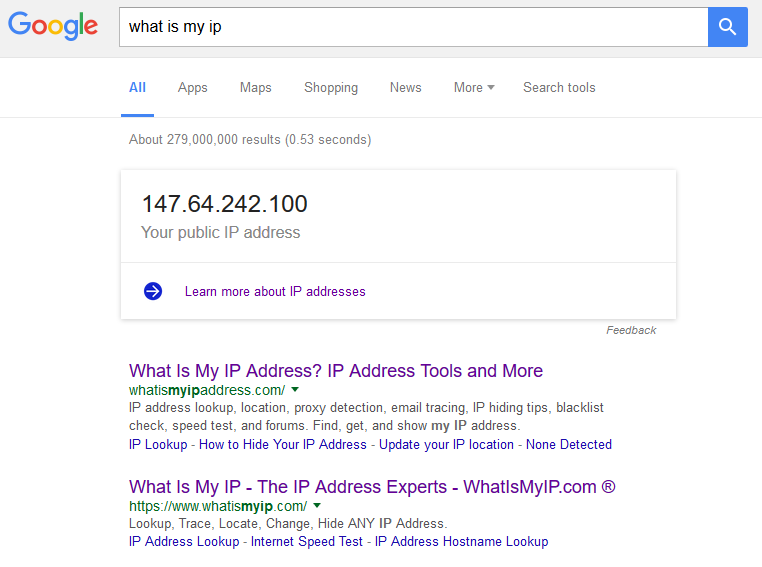 Google
what is my ip
All Apps Maps Shopping News More Search tools
About 279,000,000 results (0.53 seconds)
147.64.242.100
Your public IP address
Learn more about IP addresses
Feedback
What Is My IP Address? IP Address Tools and More
whatismyipaddress.com/
IP address lookup, location, proxy detection, email tracing, IP hiding tips, blacklist
check, speed test, and forums. Find, get, and show my IP address.
IP Lookup - How to Hide Your IP Address - Update your IP location - None Detected
What Is My IP - The IP Address Experts - WhatIsMyIP.com ®
https://www.whatismyip.com/
Lookup, Trace, Locate, Change, Hide ANY IP Address.
IP Address Lookup - Internet Speed Test - IP Address Hostname Lookup